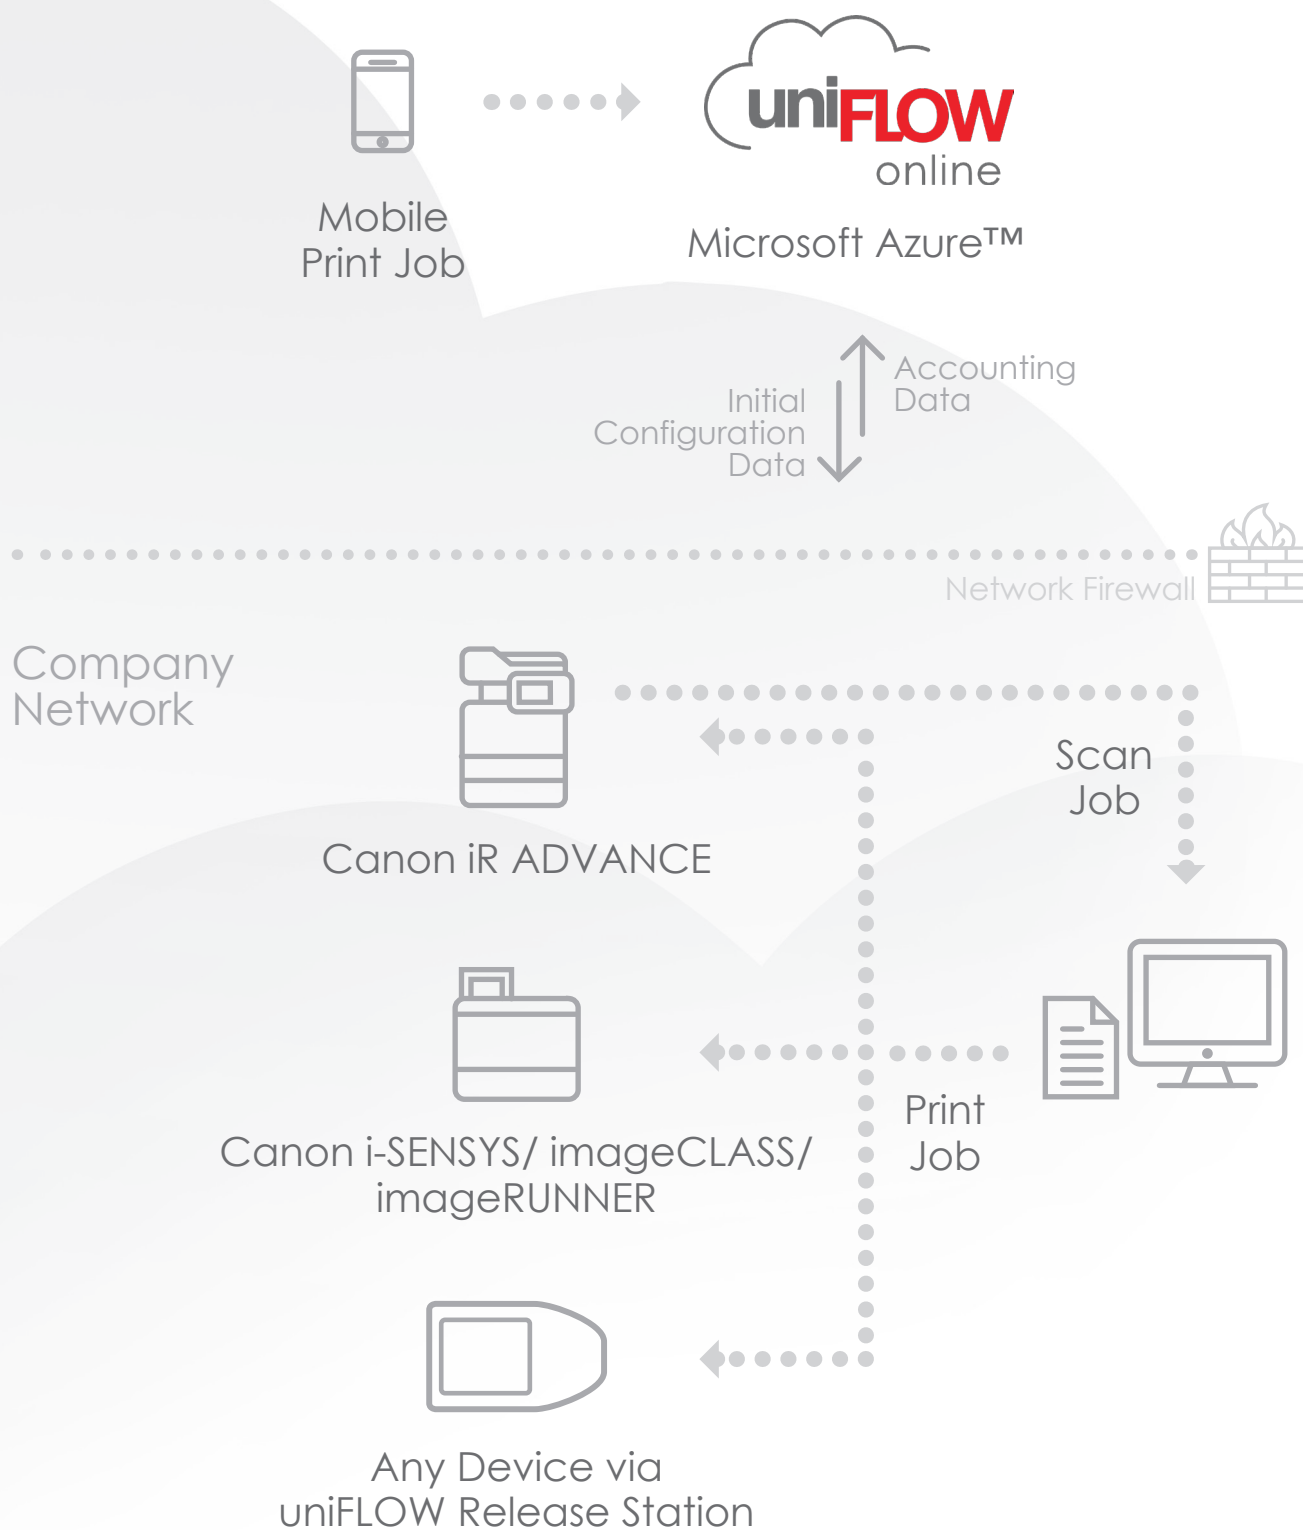 uniFLOW
online
Mobile
Print Job
Microsoft Azure™
Accounting
Data
Initial
Configuration
Data
Network Firewall
Company
Network
Scan
Job
Canon iR ADVANCE
Print
Job
Canon i-SENSYS/ imageCLASS/
imageRUNNER
Any Device via
uniFLOW Release Station